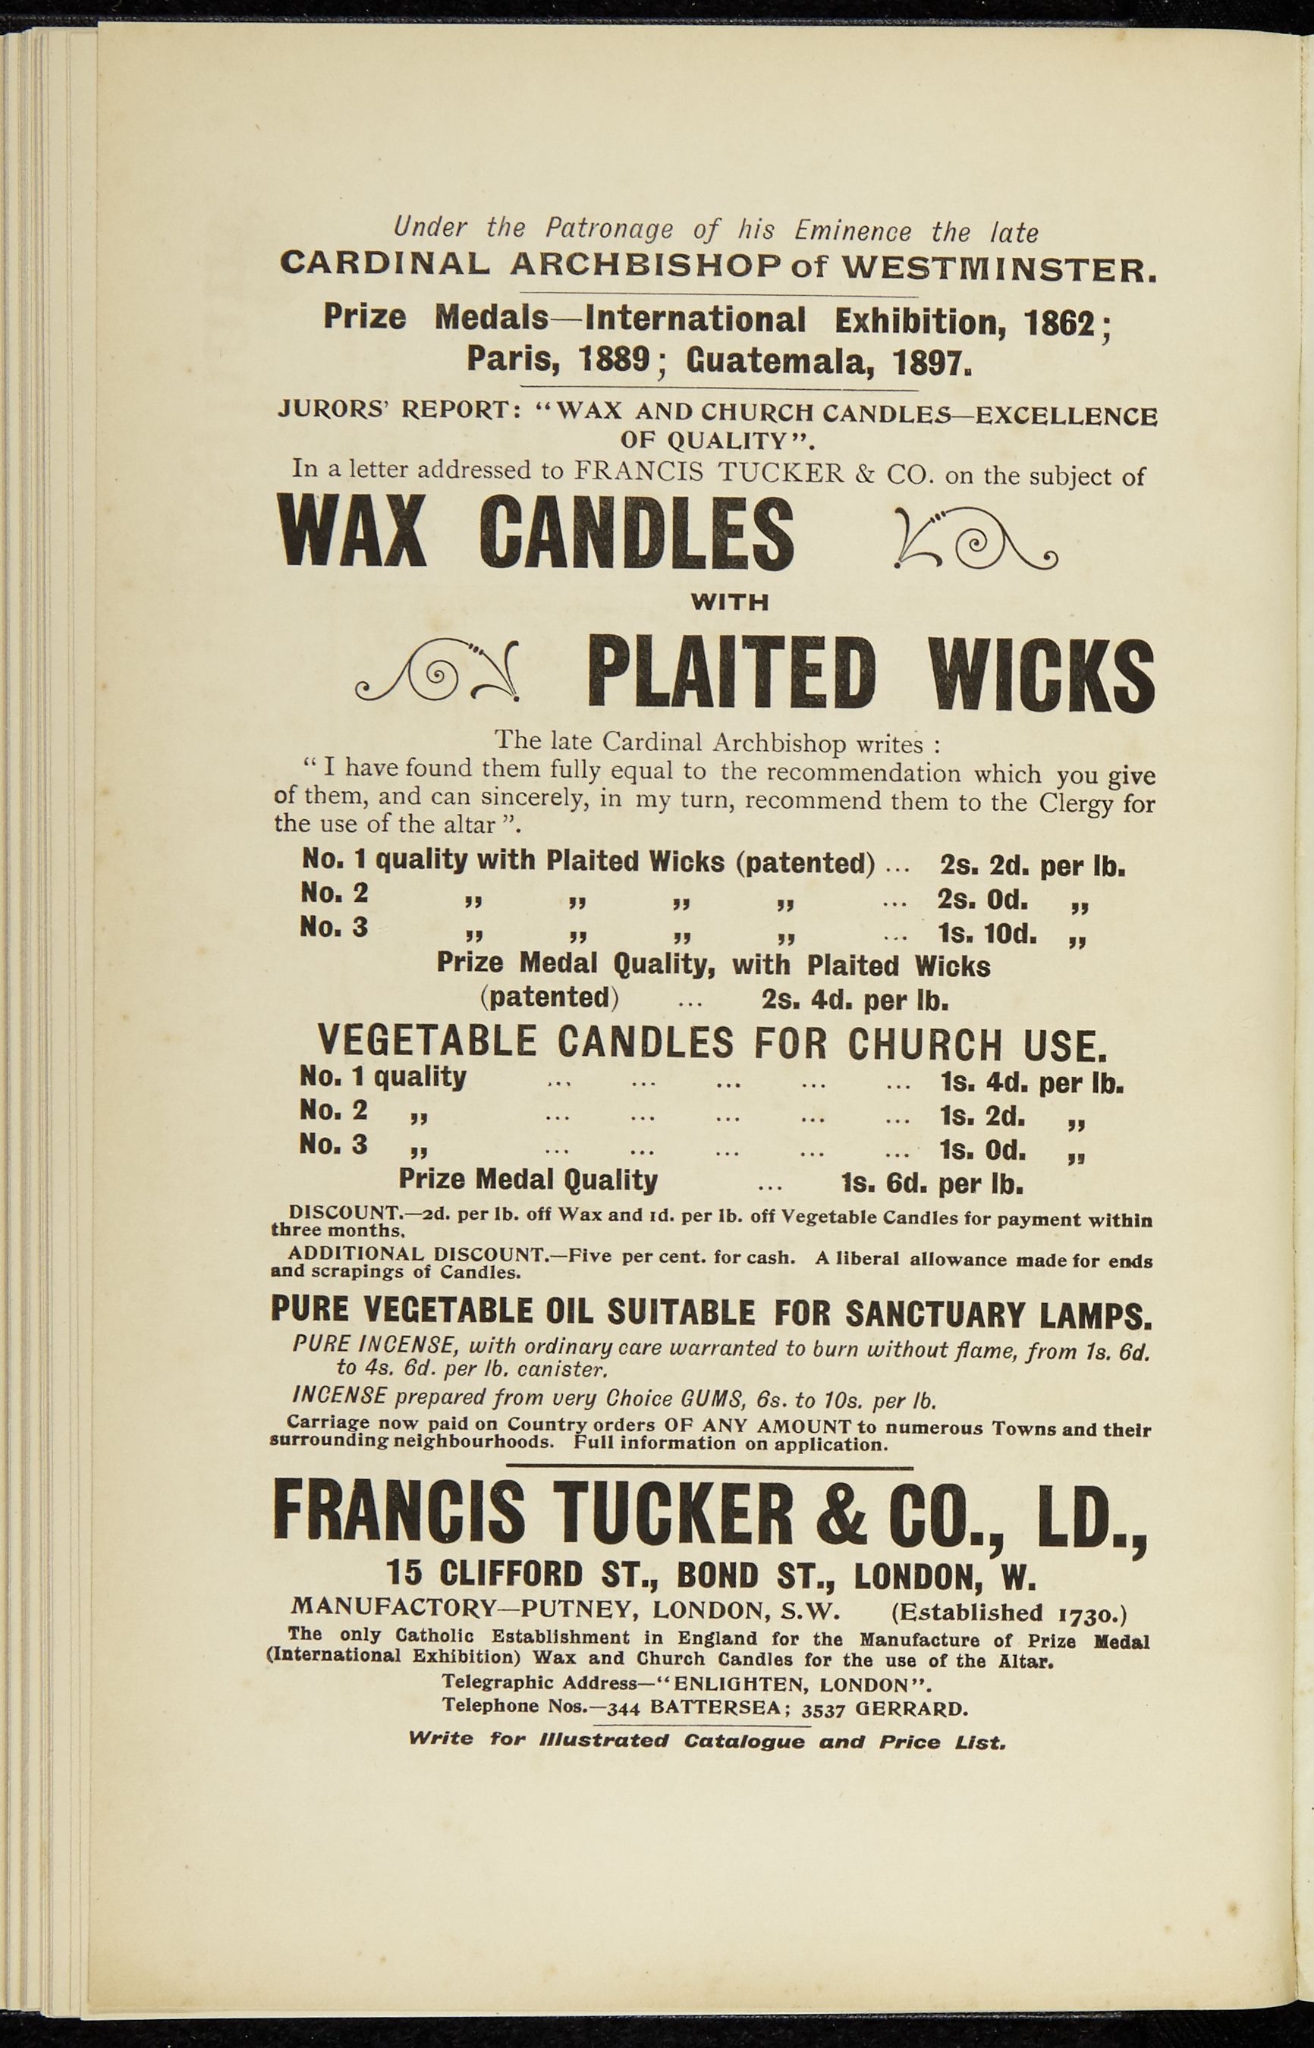 Under the Patronage of his Eminence the late
CARDINAL ARCHBISHOP of WESTMINSTER.
Prize Medals—International Exhibition, 1862;
Paris, 1889; Guatemala, 1897.
JURORS' REPORT: "WAX AND CHURCH CANDLES—EXCELLENCE
OF QUALITY".
In a letter addressed to FRANCIS TUCKER & CO. on the subject of
WAX CANDLES
WITH
PLAITED WICKS
The late Cardinal Archbishop writes :
"I have found them fully equal to the recommendation which you give
of them, and can sincerely, in my turn, recommend them to the Clergy for
the use of the altar".
No. 1 quality with Plaited Wicks (patented) ... 2s. 2d. per lb.
No. 2 „ „ „ „ ... 2s. 0d. „
No. 3 „ „ „ „ ... 1s. 10d. „
Prize Medal Quality, with Plaited Wicks
(patented) ... 2s. 4d. per lb.
VEGETABLE CANDLES FOR CHURCH USE.
No. 1 quality ... ... ... ... ... 1s. 4d. per lb.
No. 2 „ ... ... ... ... ... 1s. 2d. „
No. 3 „ ... ... ... ... ... 1s. 0d. „
Prize Medal Quality ... 1s. 6d. per lb.
DISCOUNT.—2d. per lb. off Wax and 1d. per lb. off Vegetable Candles for payment within
three months.
ADDITIONAL DISCOUNT.—Five per cent. for cash. A liberal allowance made for ends
and scrapings of Candles.
PURE VEGETABLE OIL SUITABLE FOR SANCTUARY LAMPS.
PURE INCENSE, with ordinary care warranted to burn without flame, from 1s. 6d.
to 4s. 6d. per lb. canister.
INCENSE prepared from very Choice GUMS, 6s. to 10s. per lb.
Carriage now paid on Country orders OF ANY AMOUNT to numerous Towns and their
surrounding neighbourhoods. Full information on application.
FRANCIS TUCKER & CO., LD.,
15 CLIFFORD ST., BOND ST., LONDON, W.
MANUFACTORY—PUTNEY, LONDON, S.W. (Established 1730.)
The only Catholic Establishment in England for the Manufacture of Prize Medal
(International Exhibition) Wax and Church Candles for the use of the Altar.
Telegraphic Address—"ENLIGHTEN, LONDON".
Telephone Nos.—344 BATTERSEA; 3537 GERRARD.
Write for Illustrated Catalogue and Price List.